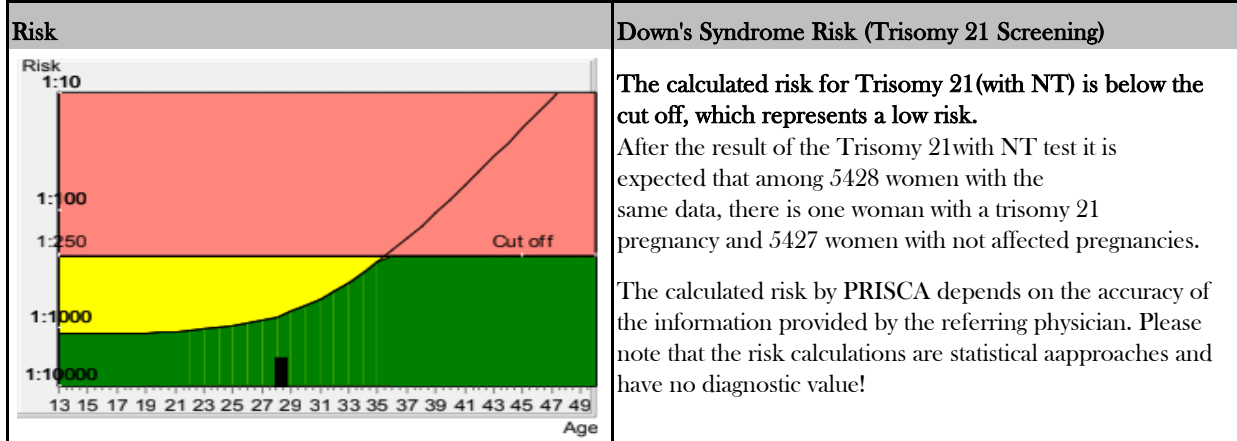 Risk
Risk
1:10
1:100
1:250
Cut off
1:1000
1:10000
13 15 17 19 21 23 25 27 29 31 33 35 37 39 41 43 45 47 49
Age
Down's Syndrome Risk (Trisomy 21 Screening)
The calculated risk for Trisomy 21(with NT) is below the
cut off, which represents a low risk.
After the result of the Trisomy 21with NT test it is
expected that among 5428 women with the
same data, there is one woman with a trisomy 21
pregnancy and 5427 women with not affected pregnancies.
The calculated risk by PRISCA depends on the accuracy of
the information provided by the referring physician. Please
note that the risk calculations are statistical aapproaches and
have no diagnostic value!